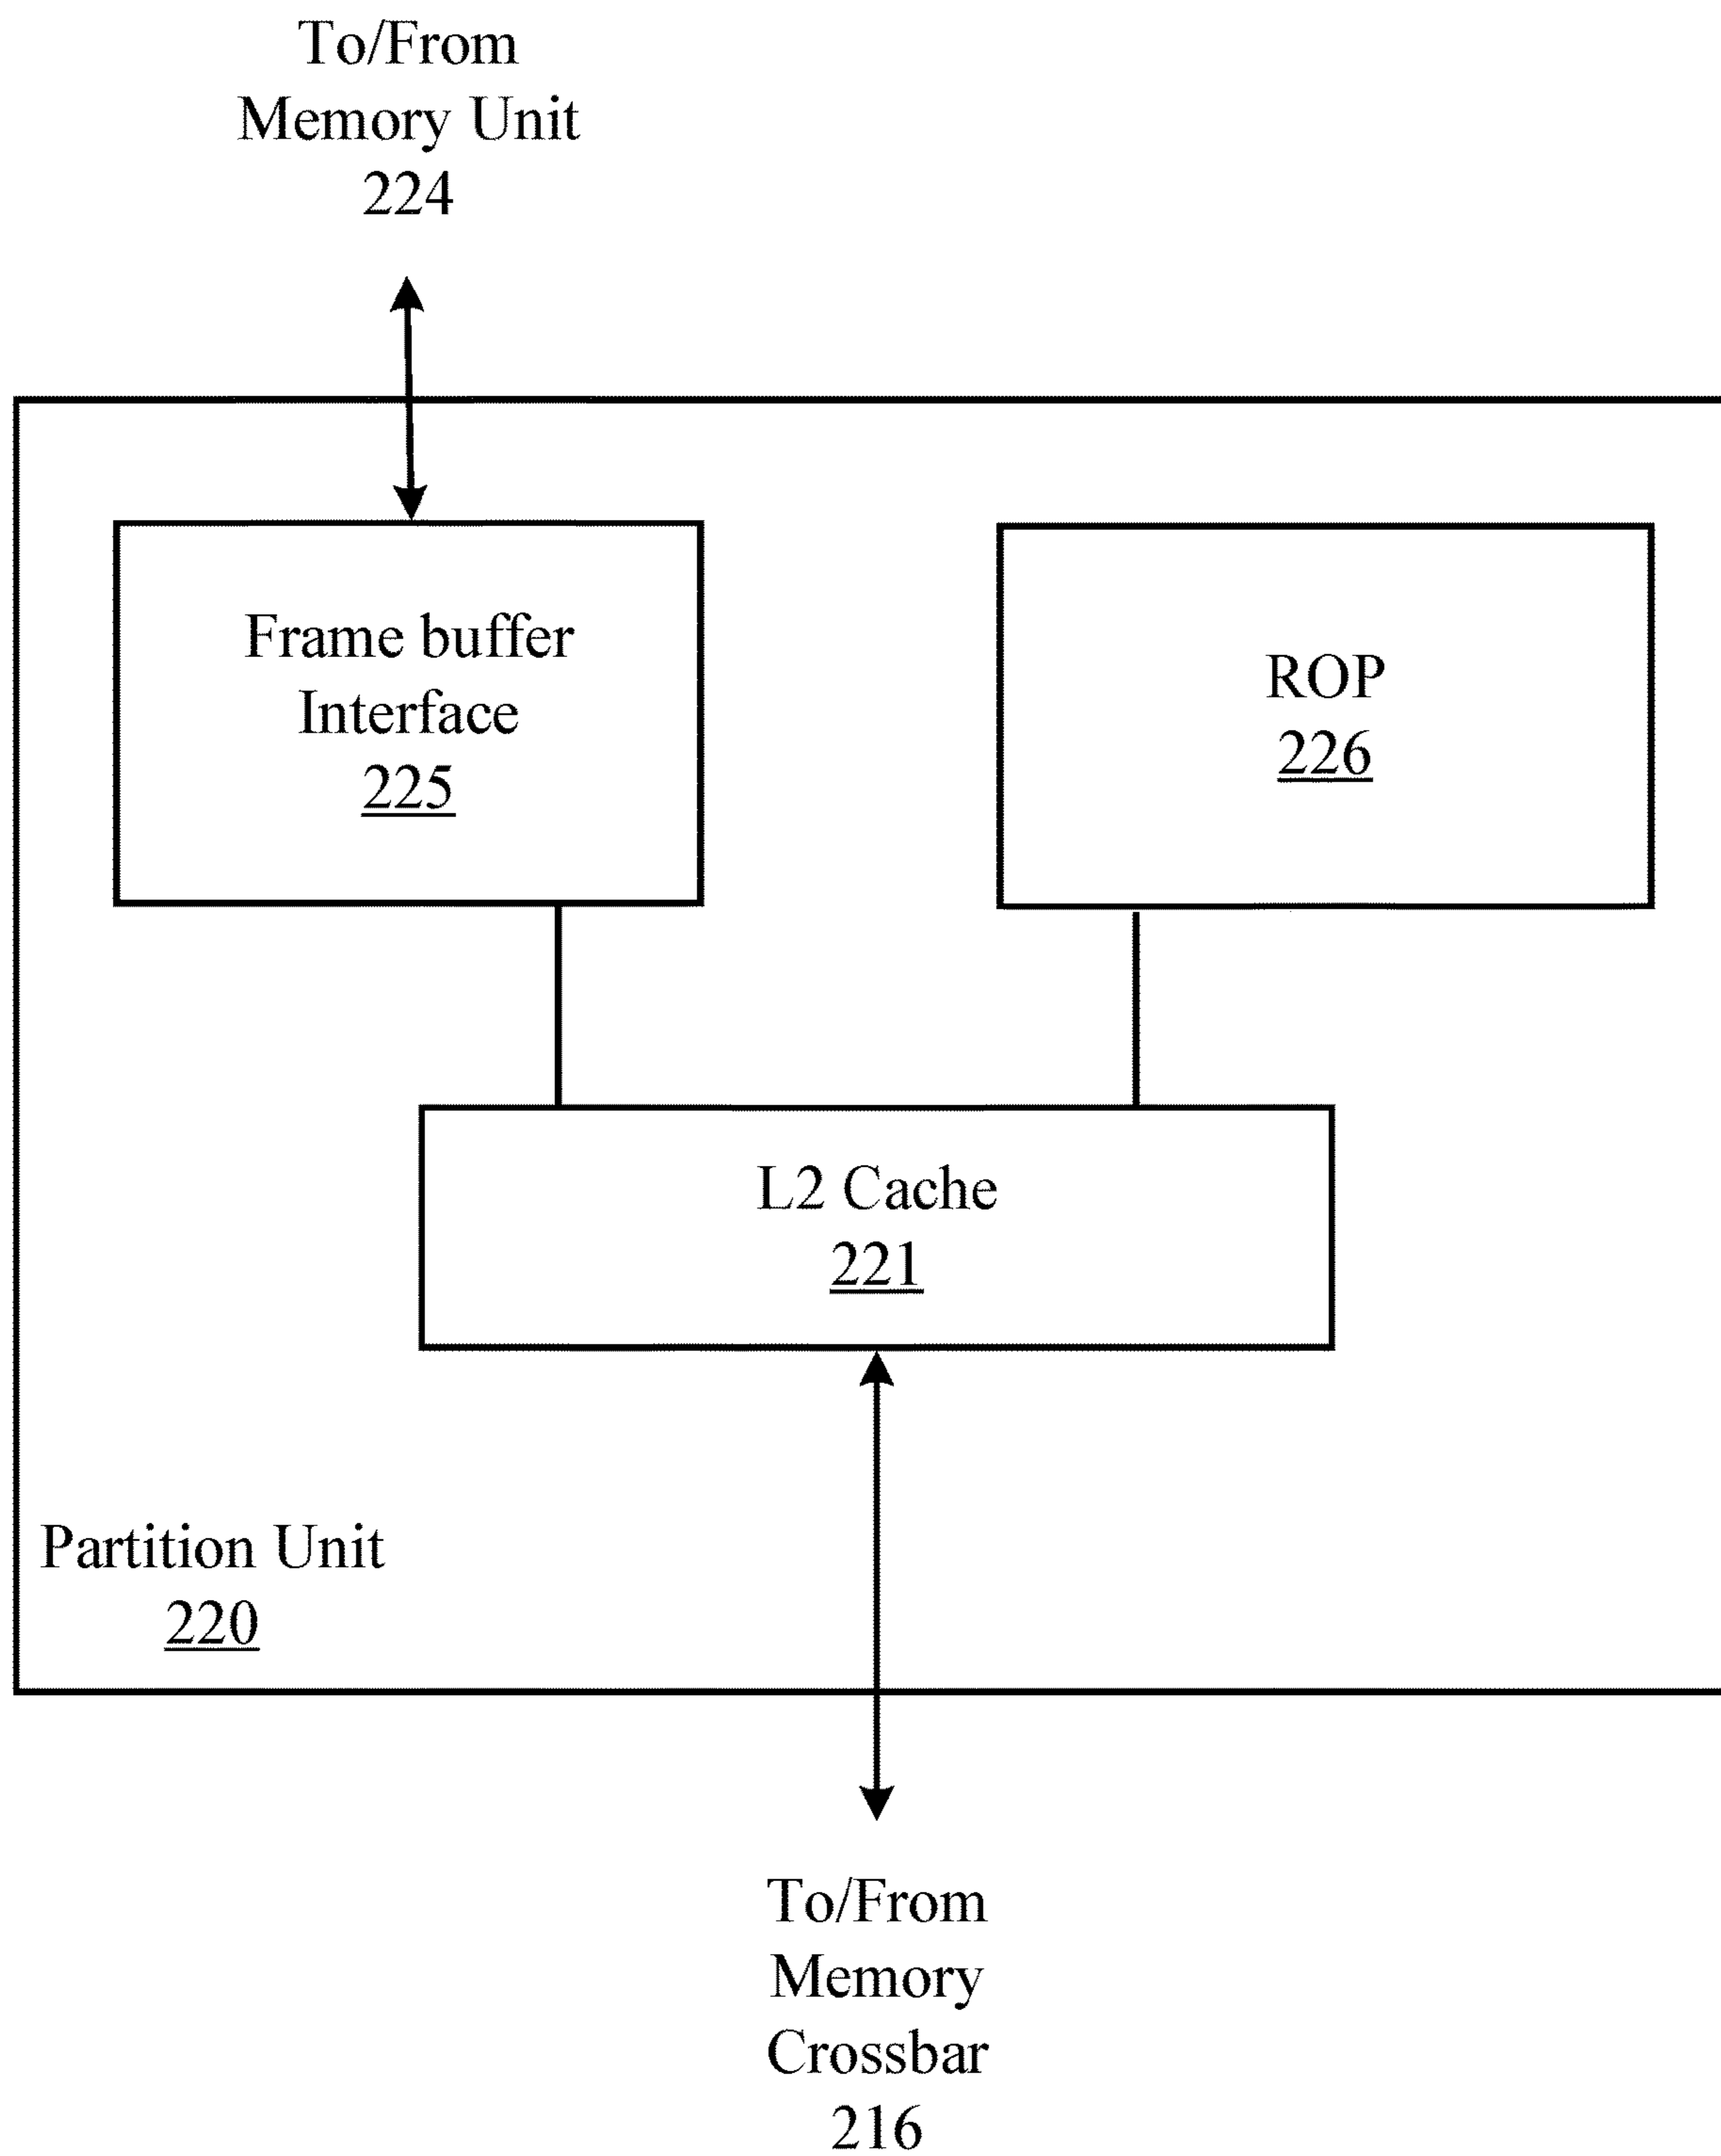 To/From
Memory Unit
224
Frame buffer
Interface
225
ROP
226
L2 Cache
221
Partition Unit
220
To/From
Memory
Crossbar
216